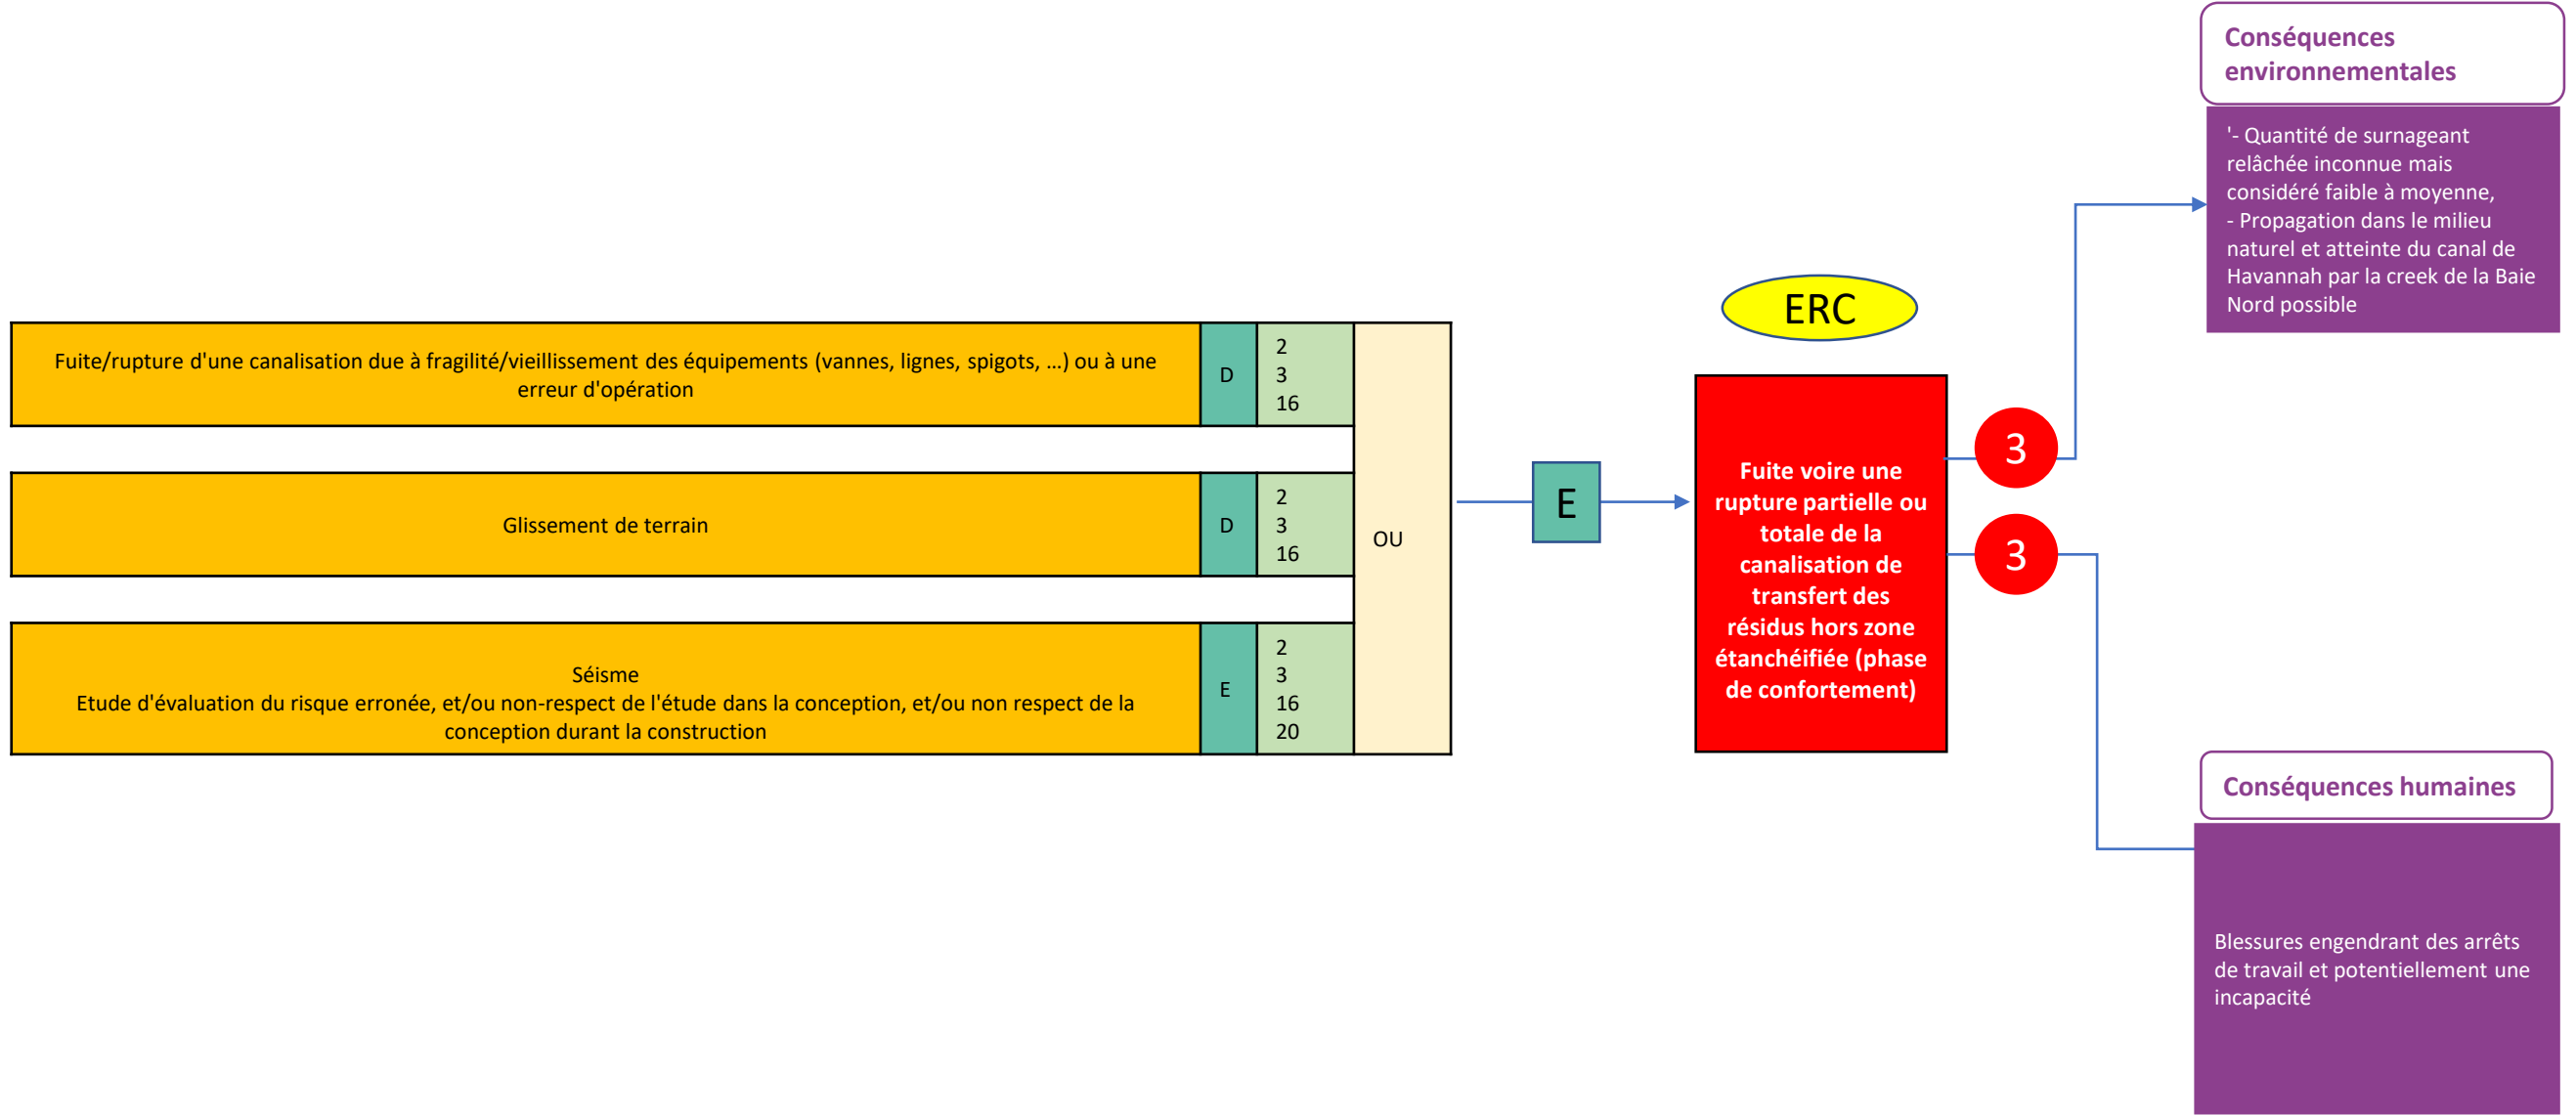 Conséquences
environnementales
'- Quantité de surnageant
relâchée inconnue mais
considéré faible à moyenne,
- Propagation dans le milieu
naturel et atteinte du canal de
Havannah par la creek de la Baie
Nord possible
Fuite/rupture d'une canalisation due à fragilité/vieillissement des équipements (vannes, lignes, spigots, …) ou à une
erreur d'opération
D
2
3
16
Glissement de terrain
D
2
3
16
Séisme
Etude d'évaluation du risque erronée, et/ou non-respect de l'étude dans la conception, et/ou non respect de la
conception durant la construction
E
2
3
16
20
OU
E
ERC
Fuite voire une
rupture partielle ou
totale de la
canalisation de
transfert des
résidus hors zone
étanchéifiée (phase
de confortement)
3
3
Conséquences humaines
Blessures engendrant des arrêts
de travail et potentiellement une
incapacité